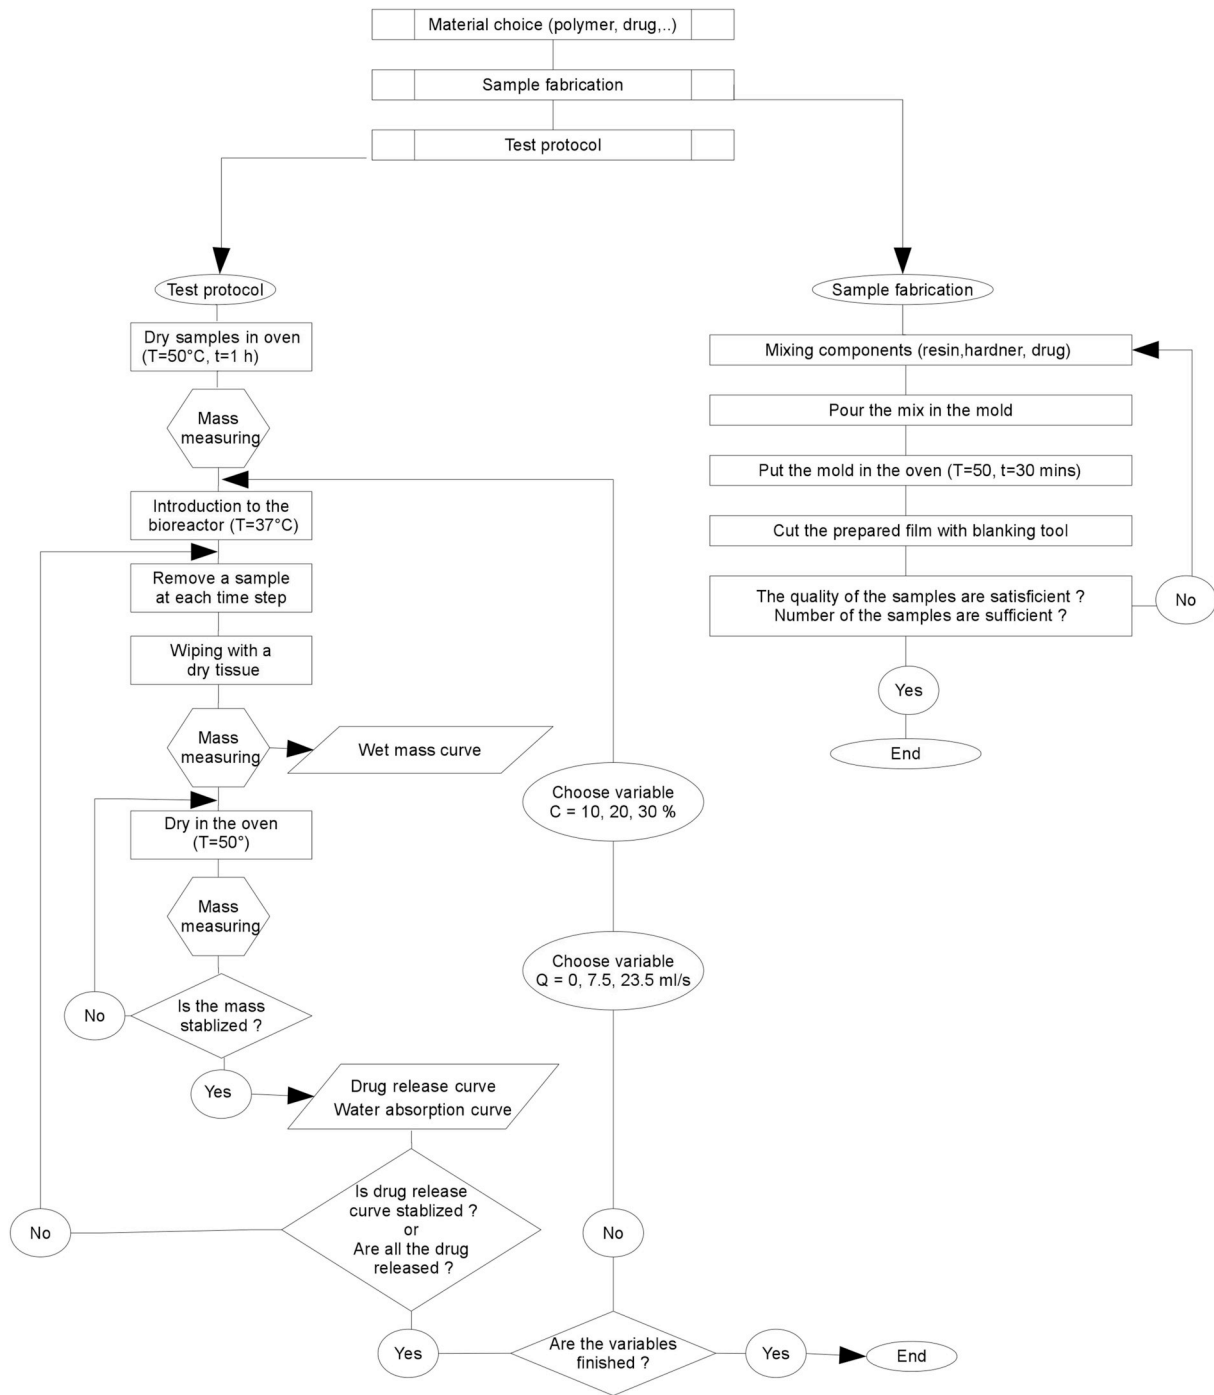 Material choice (polymer, drug,..)
Sample fabrication
Test protocol
Test protocol
Dry samples in oven
(T=50°C, t=1 h)
Mass
measuring
Introduction to the
bioreactor (T=37°C)
Remove a sample
at each time step
Wiping with a
dry tissue
Mass
measuring
Wet mass curve
Dry in the oven
(T=50°)
Mass
measuring
Is the mass
stablized ?
No
Yes
Drug release curve
Water absorption curve
Is drug release
curve stablized ?
or
Are all the drug
released ?
No
Yes
Are the variables
finished ?
Yes
End
No
Choose variable
Q = 0, 7.5, 23.5 ml/s
Choose variable
C = 10, 20, 30 %
Sample fabrication
Mixing components (resin,hardner, drug)
Pour the mix in the mold
Put the mold in the oven (T=50, t=30 mins)
Cut the prepared film with blanking tool
The quality of the samples are satisficient ?
Number of the samples are sufficient ?
No
Yes
End